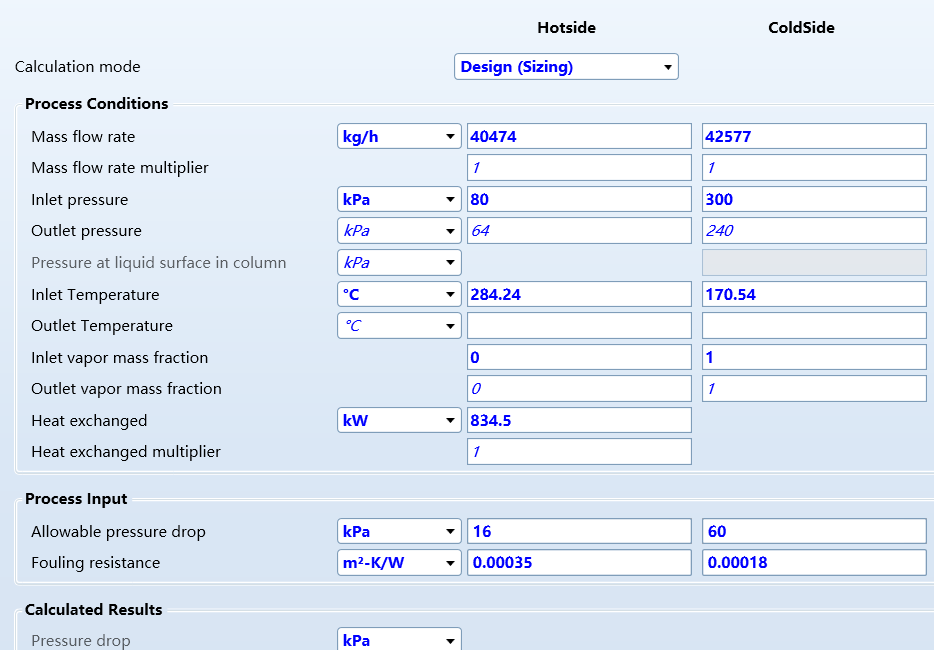 Hotside ColdSide
Calculation mode Design (Sizing)
Process Conditions
Mass flow rate kg/h 40474 42577
Mass flow rate multiplier 1 1
Inlet pressure kPa 80 300
Outlet pressure kPa 64 240
Pressure at liquid surface in column kPa
Inlet Temperature °C 284.24 170.54
Outlet Temperature °C
Inlet vapor mass fraction 0 1
Outlet vapor mass fraction 0 1
Heat exchanged kW 834.5
Heat exchanged multiplier 1
Process Input
Allowable pressure drop kPa 16 60
Fouling resistance m²-K/W 0.00035 0.00018
Calculated Results
Pressure drop kPa